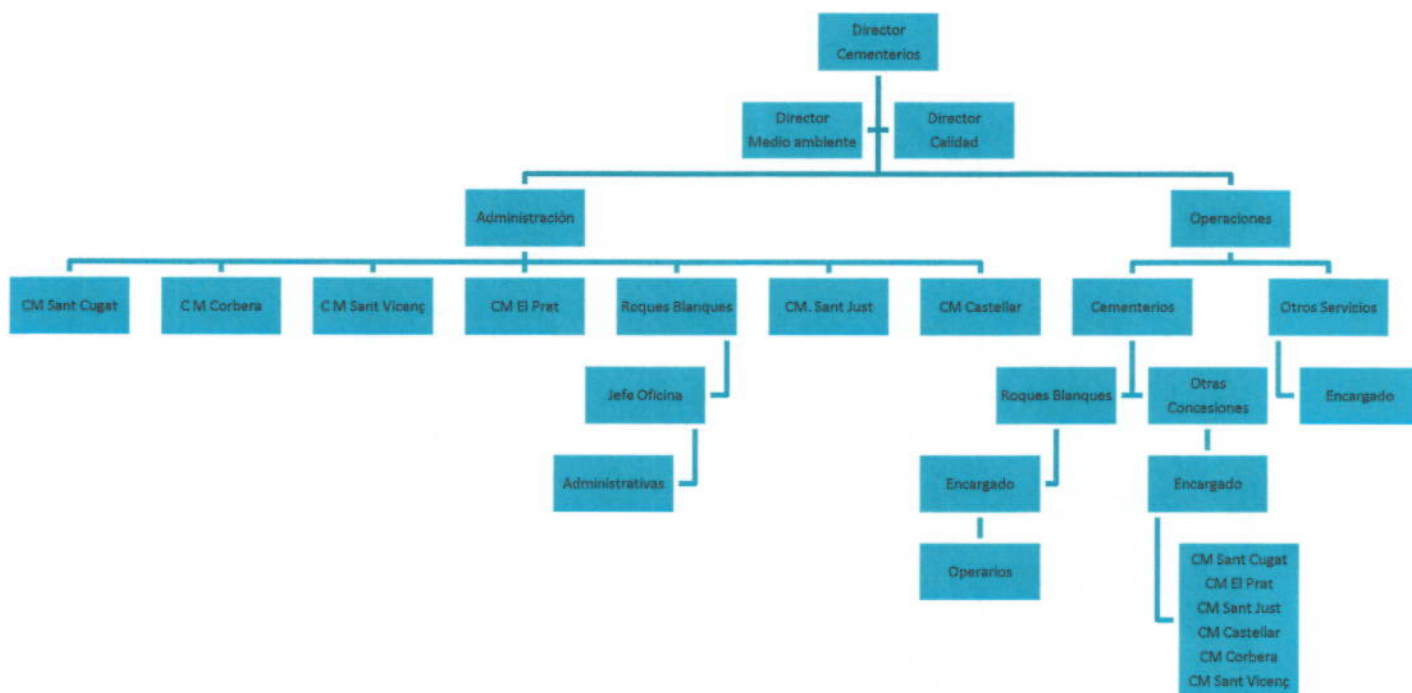 Director
Cementerios
Director
Medio ambiente
Director
Calidad
Administración
Operaciones
CM Sant Cugat
C M Corbera
C M Sant Vicenç
CM El Prat
Roques Blanques
CM. Sant Just
CM Castellar
Cementerios
Otros Servicios
Jefe Oficina
Roques Blanques
Otras
Concesiones
Encargado
Administrativas
Encargado
Encargado
Operarios
CM Sant Cugat
CM El Prat
CM Sant Just
CM Castellar
CM Corbera
CM Sant Vicenç